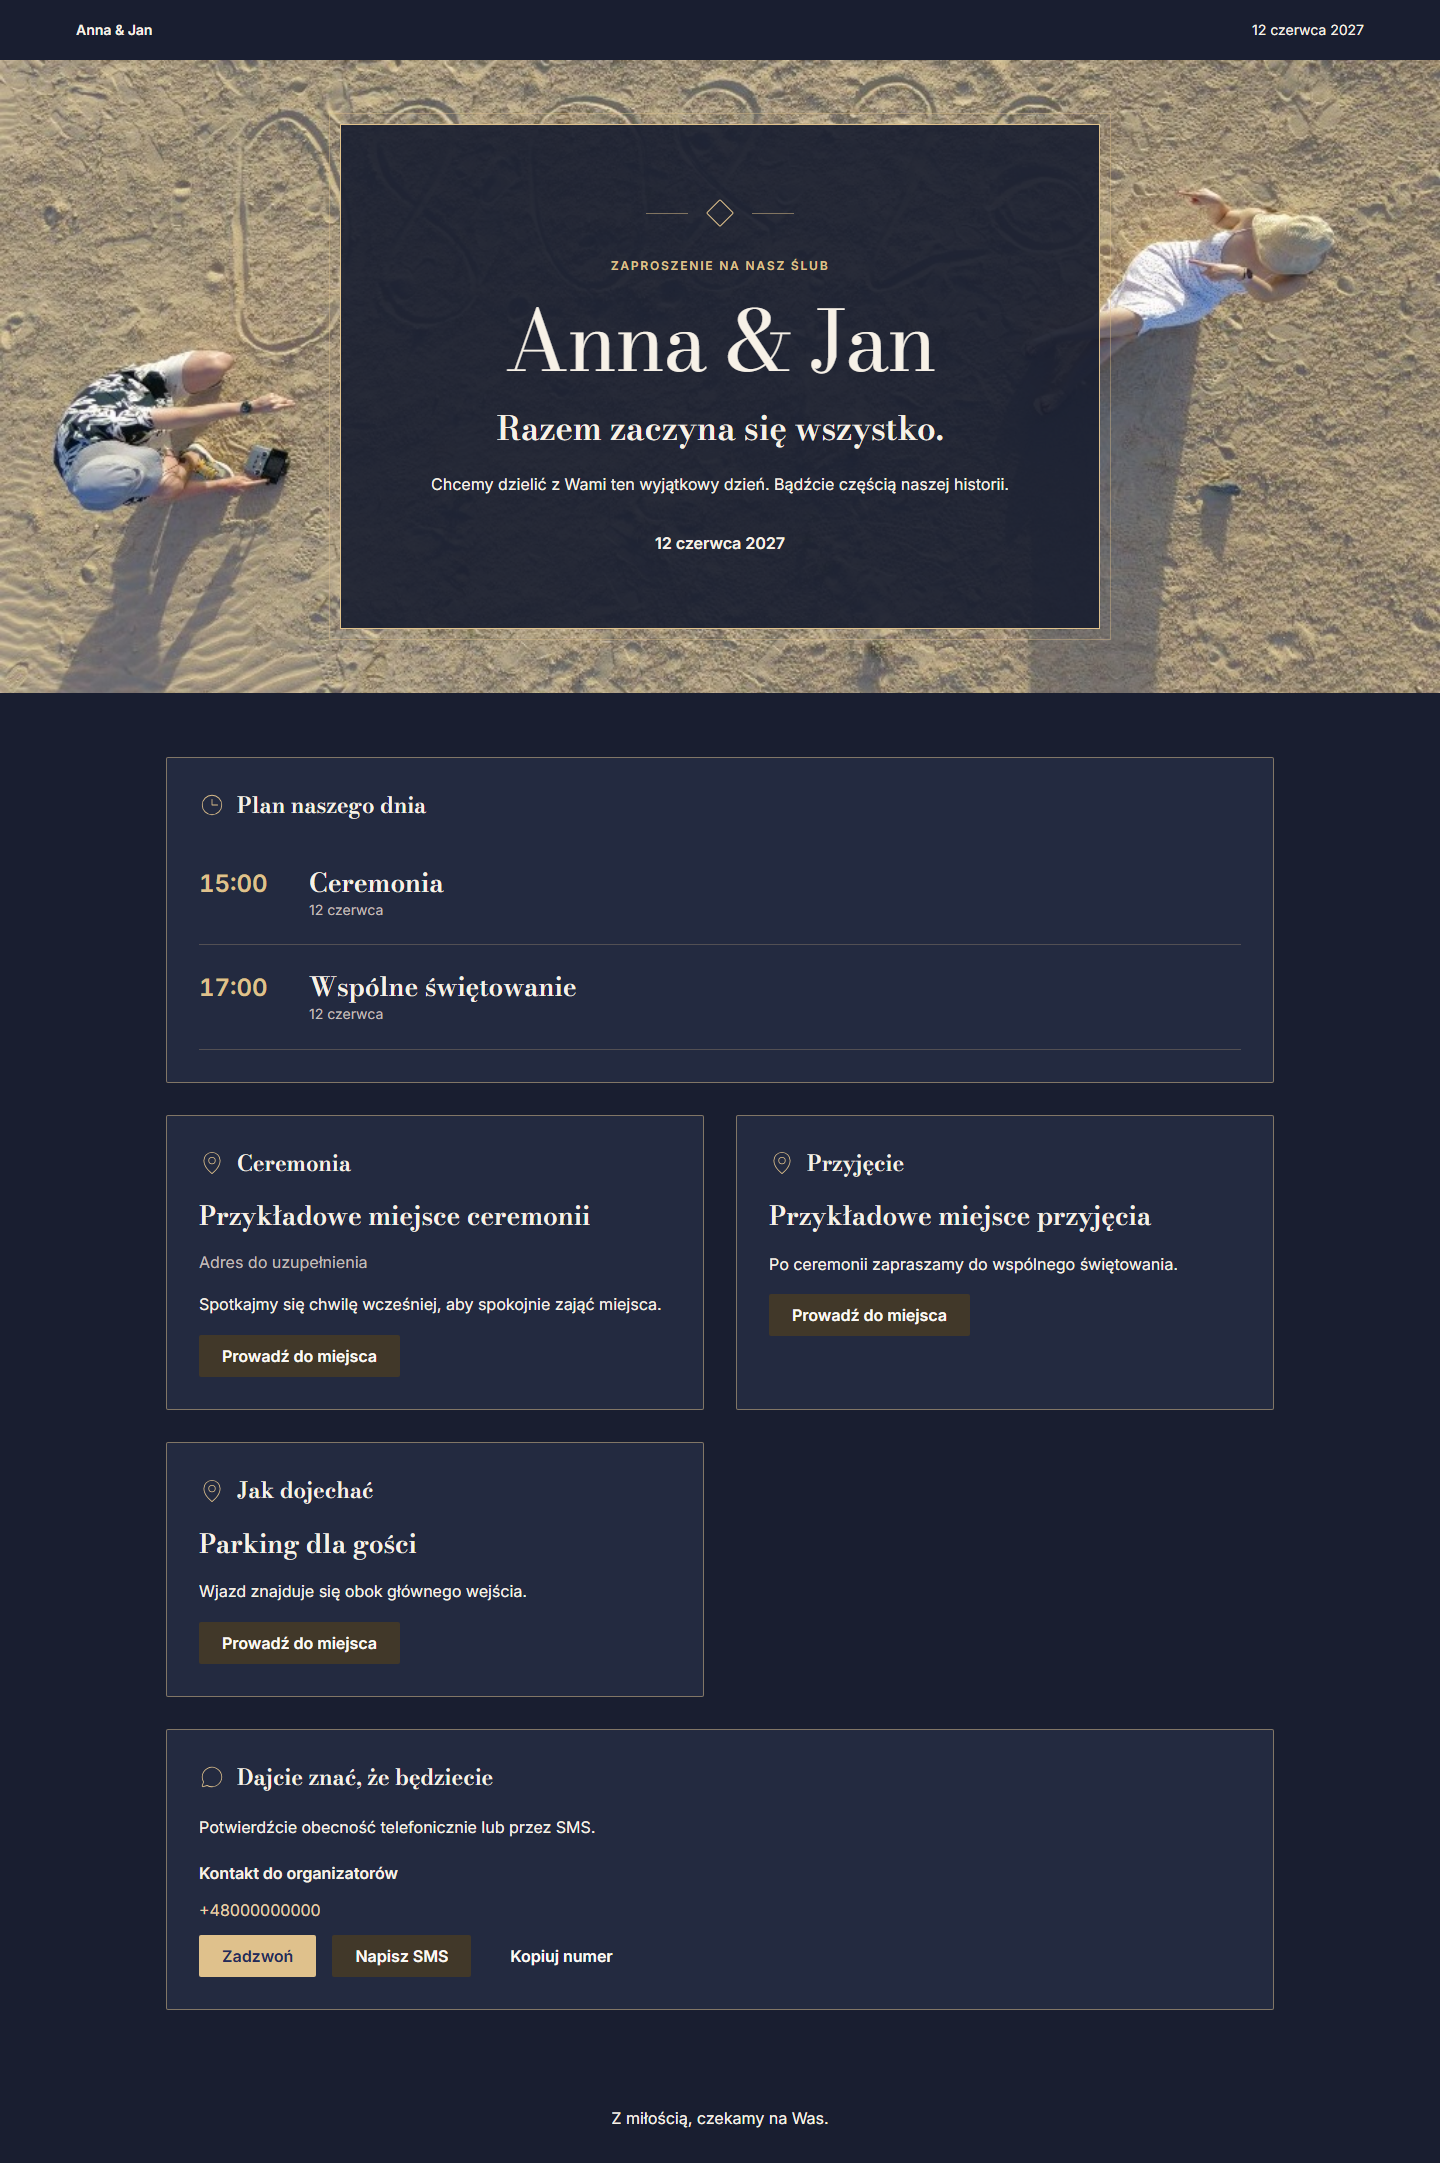 Anna & Jan
12 czerwca 2027
ZAPROSZENIE NA NASZ ŚLUB
Anna & Jan
Razem zaczyna się wszystko.
Chcemy dzielić z Wami ten wyjątkowy dzień. Bądźcie częścią naszej historii.
12 czerwca 2027
Plan naszego dnia
15:00 Ceremonia
12 czerwca
17:00 Wspólne świętowanie
12 czerwca
Ceremonia
Przykładowe miejsce ceremonii
Adres do uzupełnienia
Spotkajmy się chwilę wcześniej, aby spokojnie zająć miejsca.
Prowadź do miejsca
Przyjęcie
Przykładowe miejsce przyjęcia
Po ceremonii zapraszamy do wspólnego świętowania.
Prowadź do miejsca
Jak dojechać
Parking dla gości
Wjazd znajduje się obok głównego wejścia.
Prowadź do miejsca
Dajcie znać, że będziecie
Potwierdźcie obecność telefonicznie lub przez SMS.
Kontakt do organizatorów
+48000000000
Zadzwoń Napisz SMS Kopiuj numer
Z miłością, czekamy na Was.